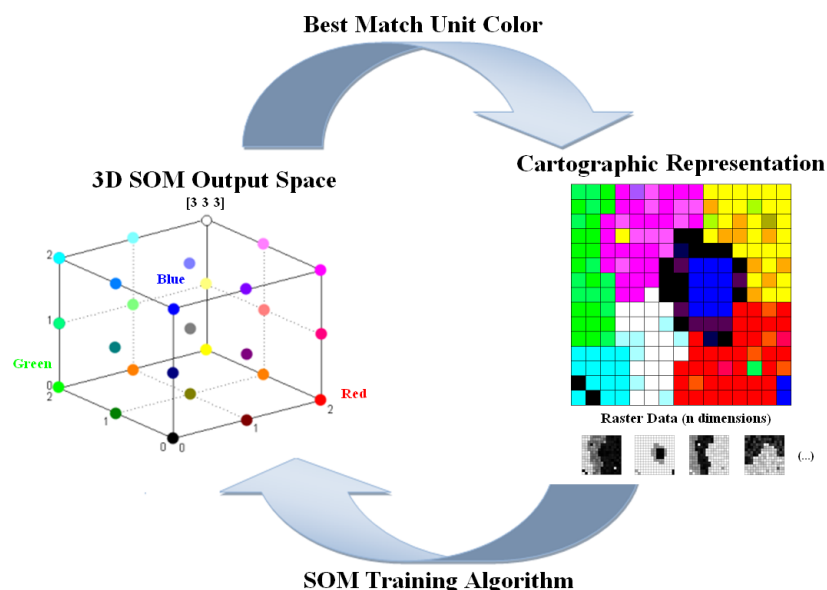 Best Match Unit Color
Cartographic Representation
3D SOM Output Space
[3 3 3]
2
Blue
1
Green
0
2
Red
2
1
1
0
0
Raster Data (n dimensions)
(...)
SOM Training Algorithm